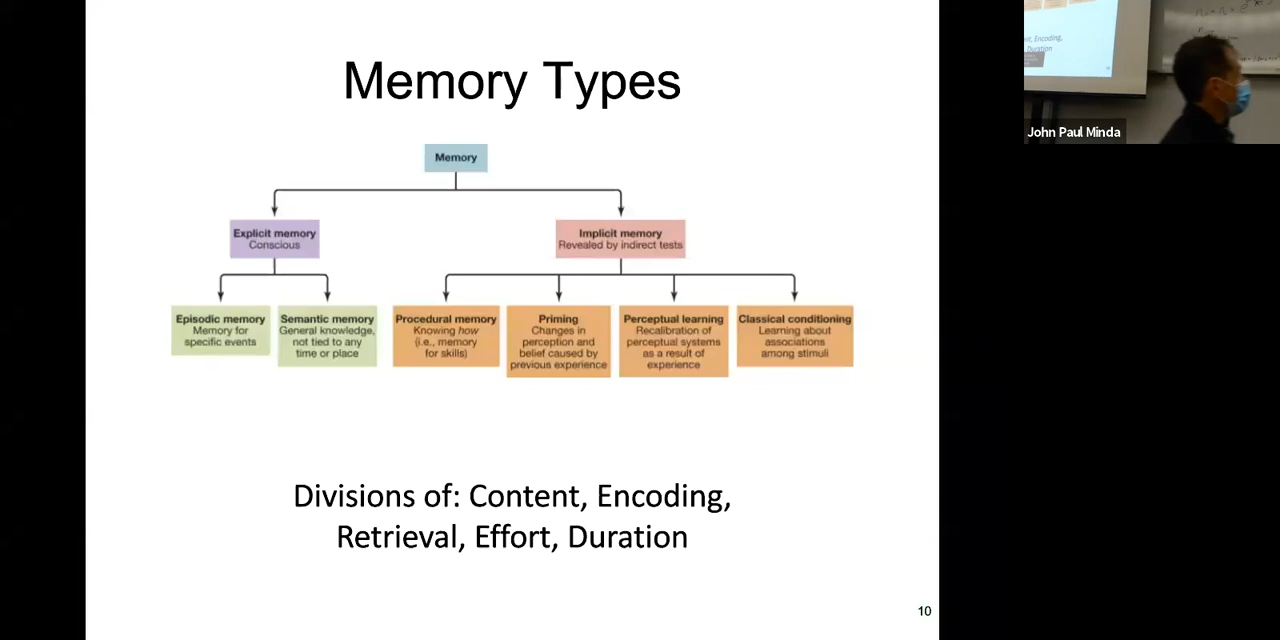 Memory Types
Memory
Explicit memory
Conscious
Implicit memory
Revealed by indirect tests
Episodic memory
Memory for
specific events
Semantic memory
General knowledge,
not tied to any
time or place
Procedural memory
Knowing how
(i.e., memory
for skills)
Priming
Changes in
perception and
belief caused by
previous experience
Perceptual learning
Recalibration of
perceptual systems
as a result of
experience
Classical conditioning
Learning about
associations
among stimuli
Divisions of: Content, Encoding,
Retrieval, Effort, Duration
10
John Paul Minda
Encoding,
Duration